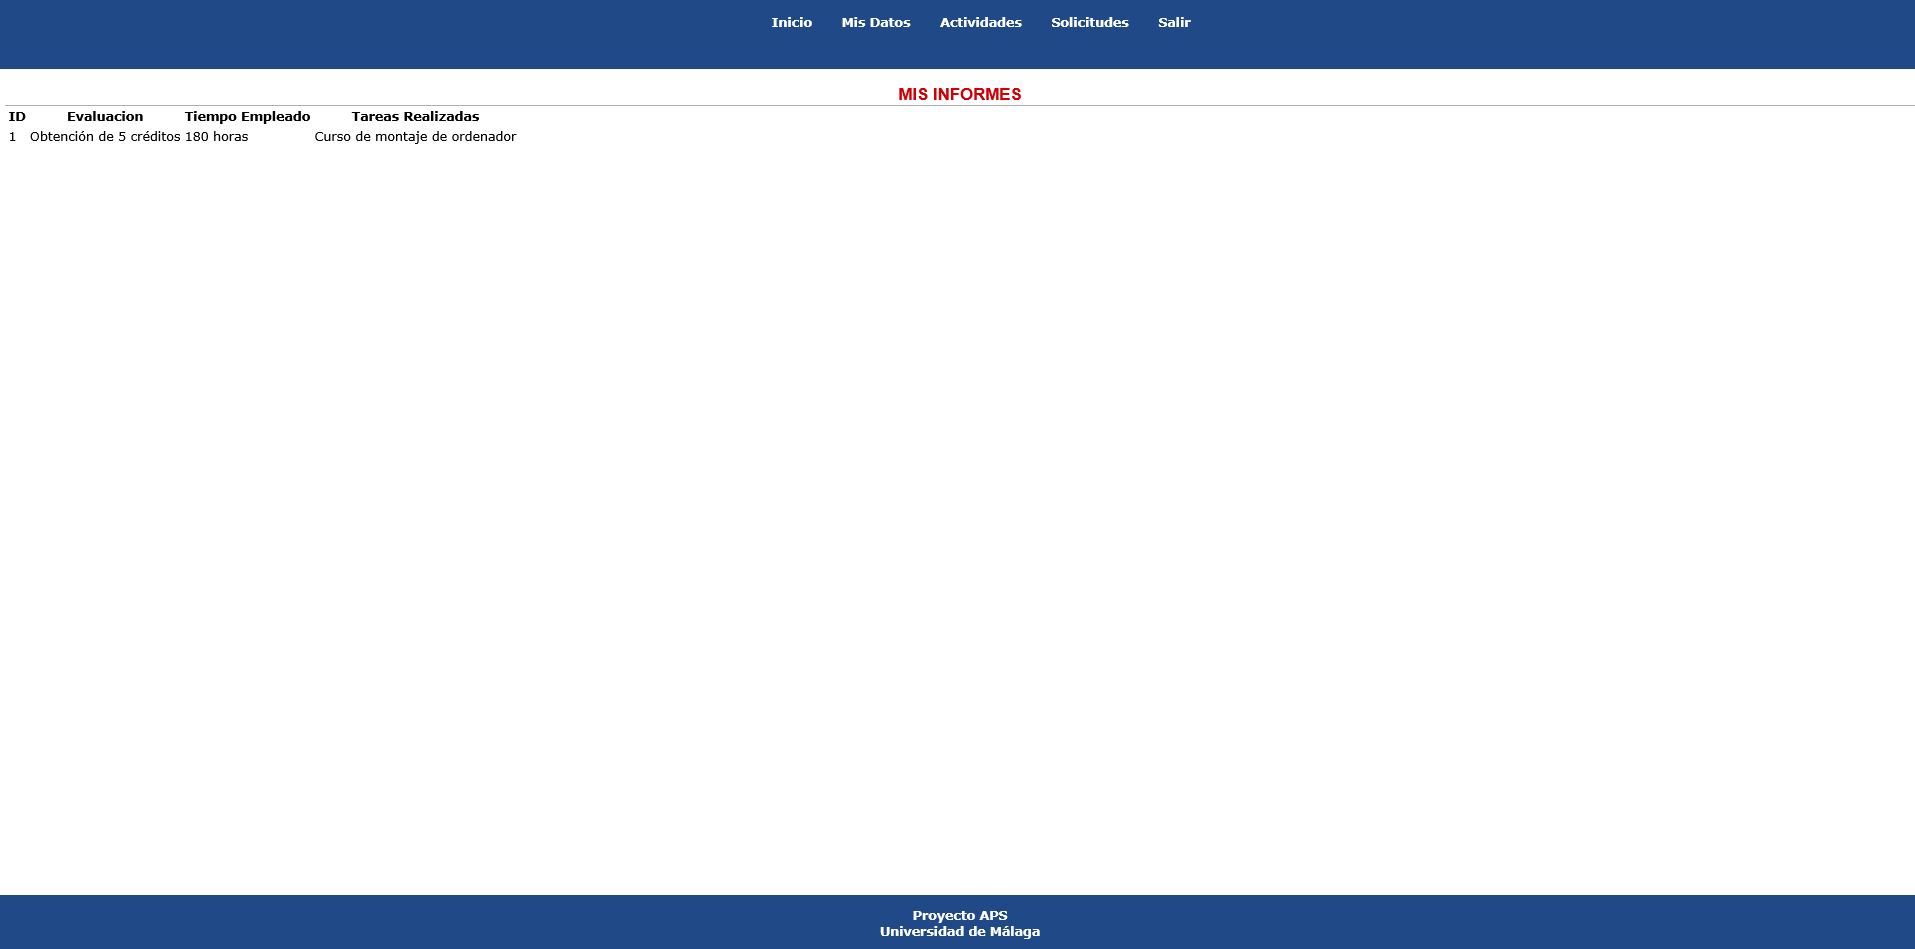 Inicio Mis Datos Actividades Solicitudes Salir
MIS INFORMES
ID Evaluacion Tiempo Empleado Tareas Realizadas
1 Obtención de 5 créditos 180 horas Curso de montaje de ordenador
Proyecto APS
Universidad de Málaga